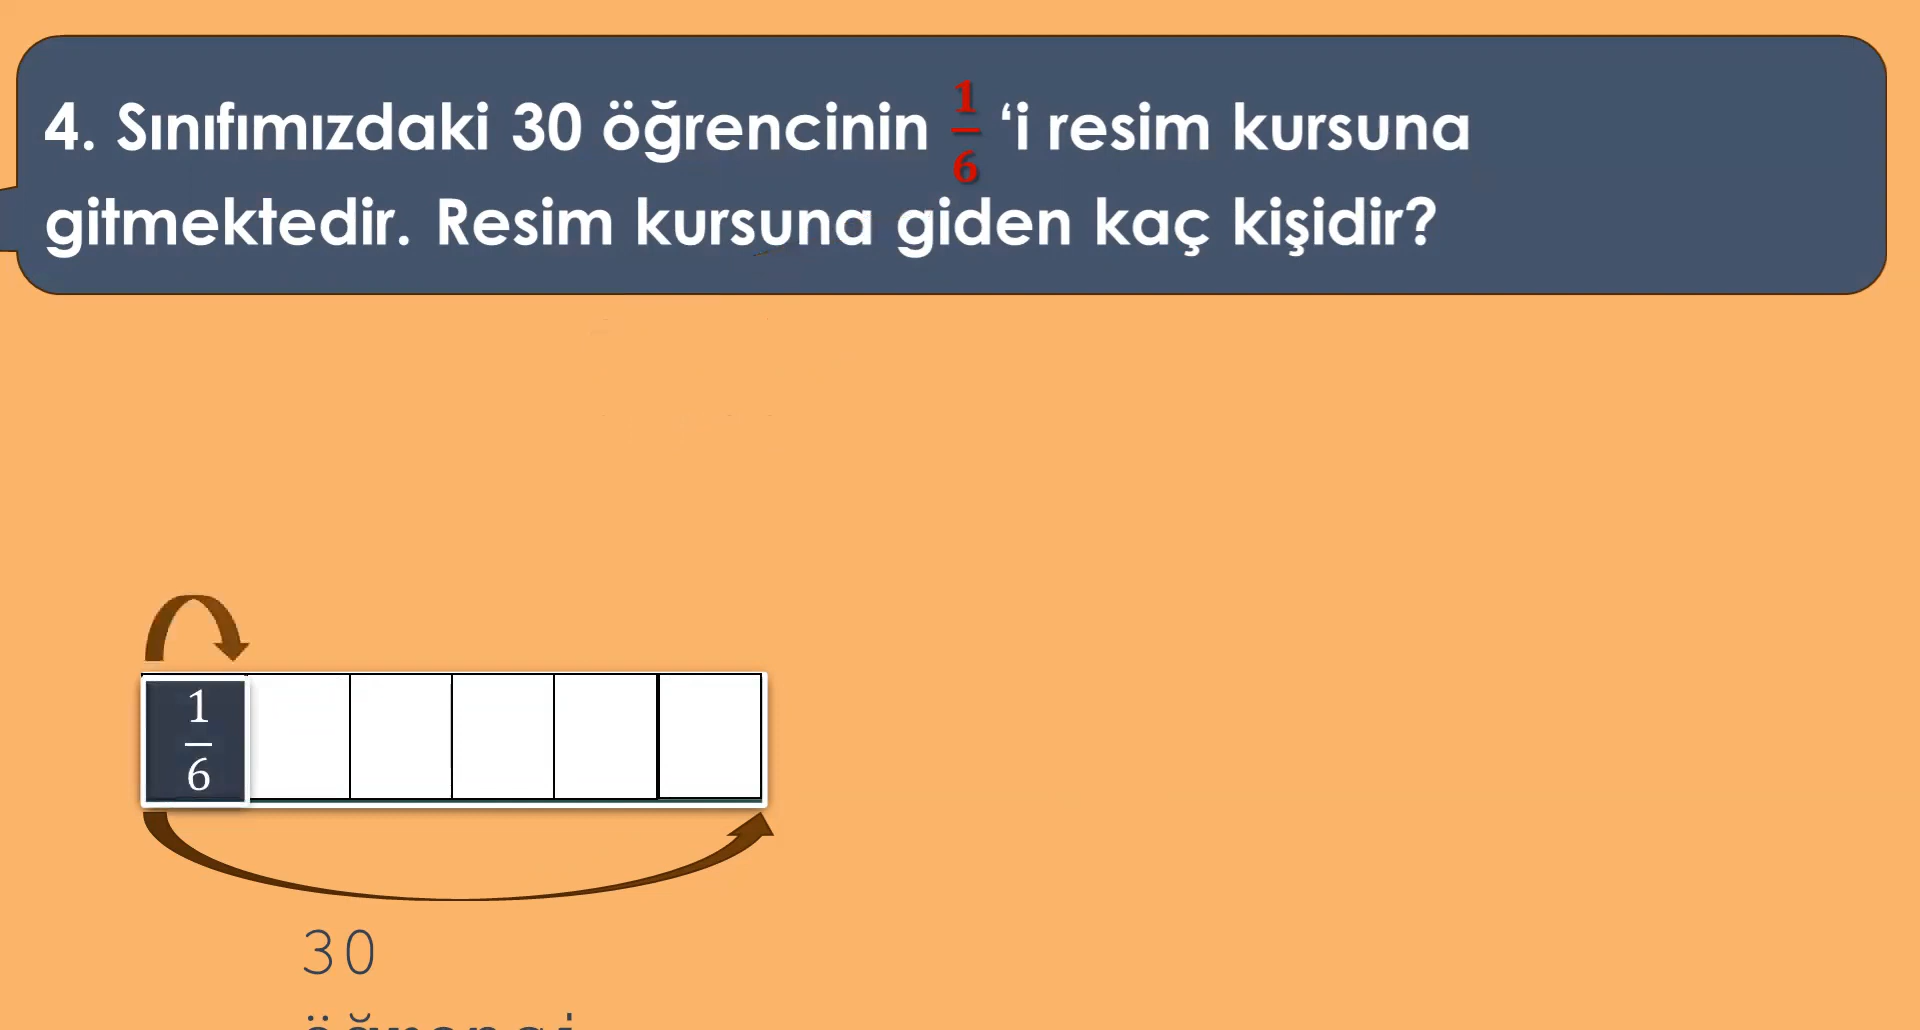 4. Sınıfımızdaki 30 öğrencinin 1/6 ‘i resim kursuna
gitmektedir. Resim kursuna giden kaç kişidir?
1
6
30